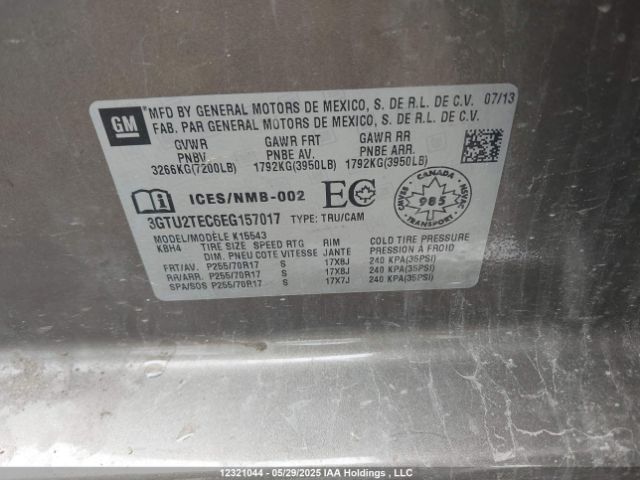 GM
MFD BY GENERAL MOTORS DE MEXICO, S. DE R.L. DE C.V. 07/13
FAB. PAR GENERAL MOTORS DE MEXICO, S. DE R.L. DE C.V.
GVWR GAWR FRT GAWR RR
PNBV PNBE AV. PNBE ARR.
3266KG(7200LB) 1792KG(3950LB) 1792KG(3950LB)
i ICES/NMB-002 EC
CANADA
CMVSS 985 NSVAC
TRANSPORT
3GTU2TEC6EG157017 TYPE: TRU/CAM
MODEL/MODÈLE K15543
KBH4 TIRE SIZE SPEED RTG RIM COLD TIRE PRESSURE
DIM. PNEU COTE VITESSE JANTE PRESSION A FROID
FRT/AV. P255/70R17 S 17X8J 240 KPA(35PSI)
RR/ARR. P255/70R17 S 17X8J 240 KPA(35PSI)
SPA/SOS P255/70R17 S 17X7J 240 KPA(35PSI)
12321044 - 05/29/2025 IAA Holdings , LLC